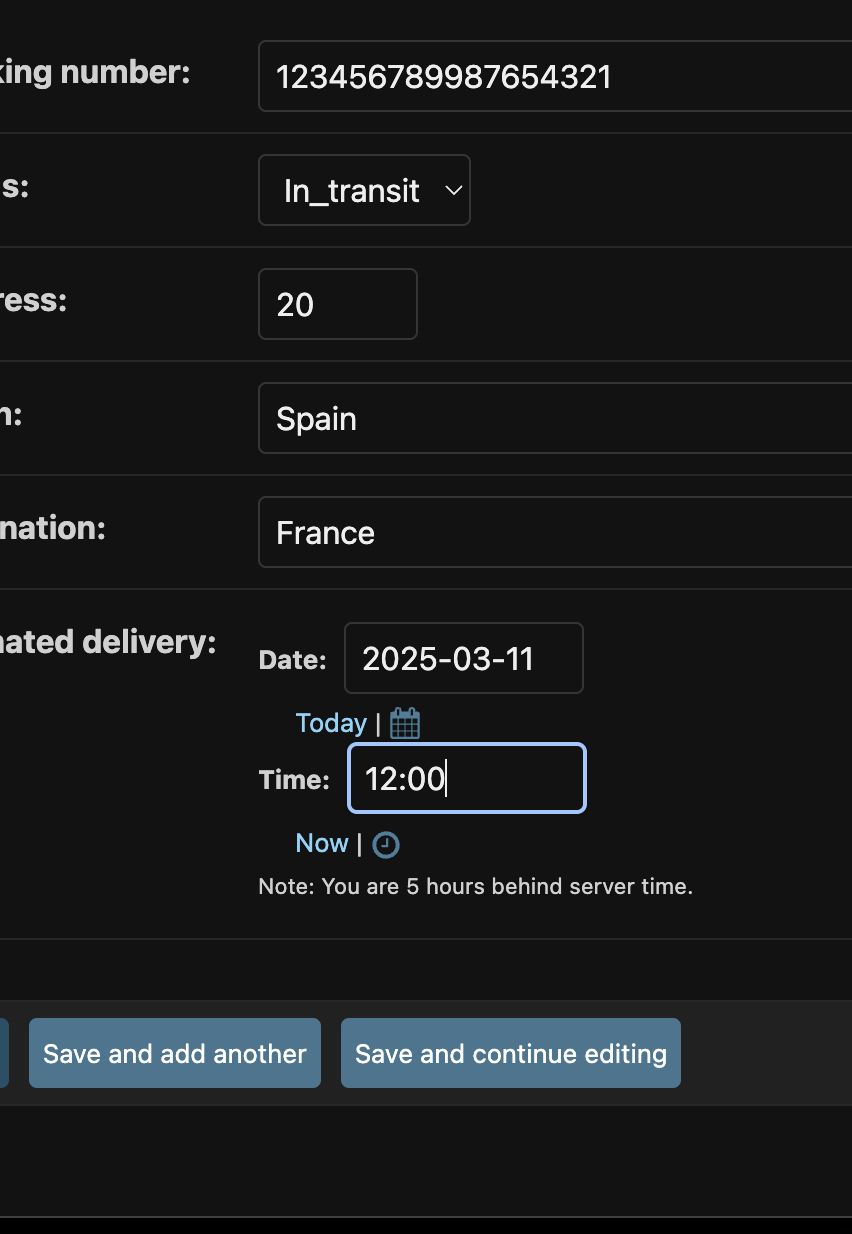 king number: 123456789987654321
s: In_transit
ress: 20
n: Spain
nation: France
nated delivery: Date: 2025-03-11
Today |
Time: 12:00
Now |
Note: You are 5 hours behind server time.
Save and add another Save and continue editing